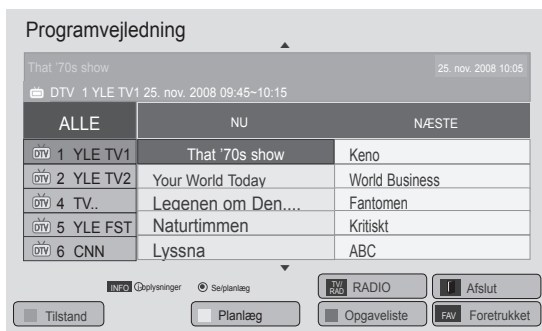 Programvejledning
That '70s show 25. nov. 2008 10:05
DTV 1 YLE TV1 25. nov. 2008 09:45~10:15
ALLE NU NÆSTE
DTV 1 YLE TV1 That '70s show Keno
DTV 2 YLE TV2 Your World Today World Business
DTV 4 TV.. Legenen om Den.... Fantomen
DTV 5 YLE FST Naturtimmen Kritiskt
DTV 6 CNN Lyssna ABC
INFO oplysninger Se/planlæg TV/RAD RADIO Afslut
Tilstand Planlæg Opgaveliste FAV Foretrukket